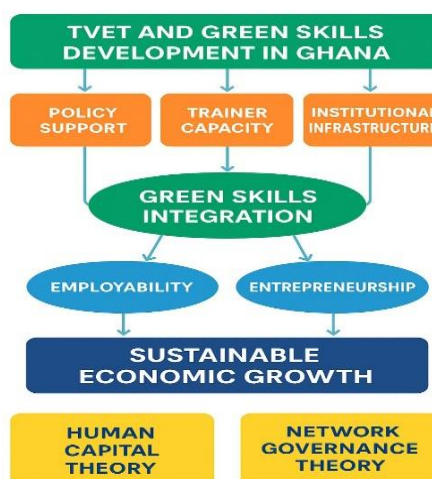 TVET AND GREEN SKILLS
DEVELOPMENT IN GHANA
POLICY
SUPPORT
TRAINER
CAPACITY
INSTITUTIONAL
INFRASTRUCTURE
GREEN SKILLS
INTEGRATION
EMPLOYABILITY
ENTREPRENEURSHIP
SUSTAINABLE
ECONOMIC GROWTH
HUMAN
CAPITAL
THEORY
NETWORK
GOVERNANCE
THEORY